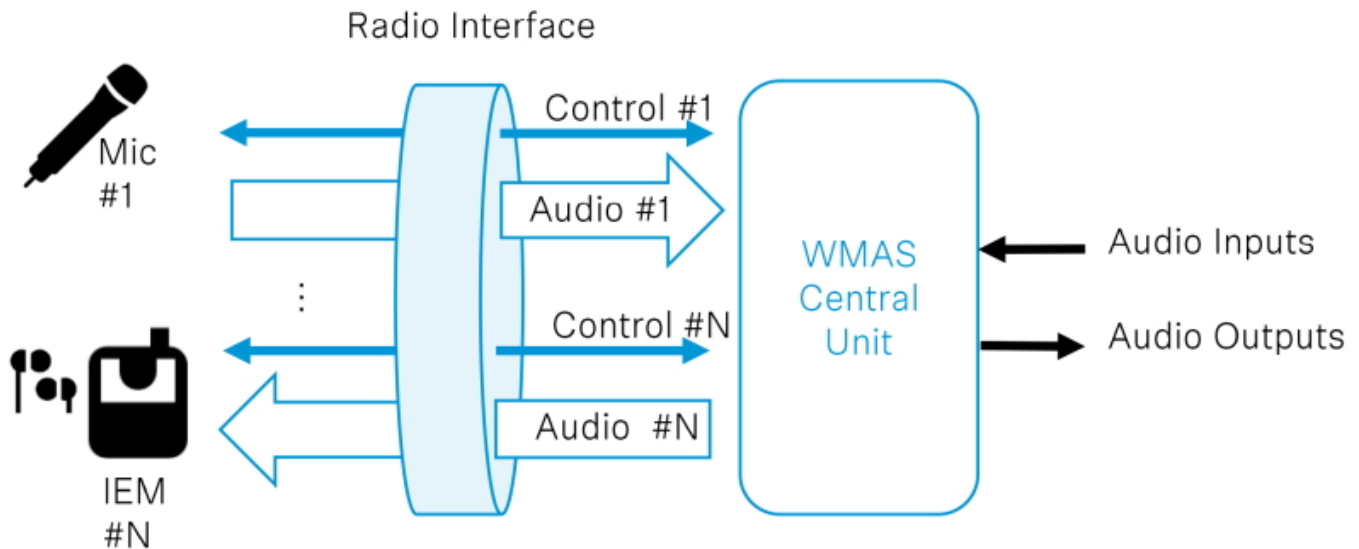 Radio Interface
Mic
#1
Control #1
Audio #1
⋮
Control #N
Audio #N
IEM
#N
WMAS
Central
Unit
Audio Inputs
Audio Outputs